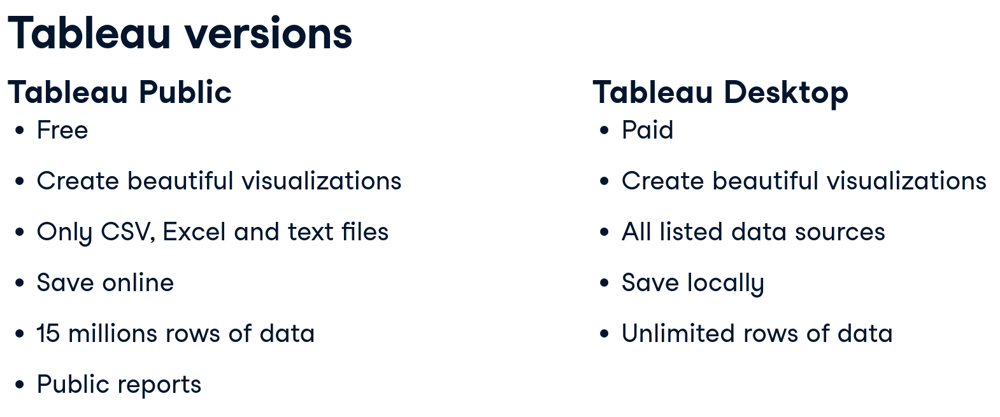 Tableau versions
Tableau Public
• Free
• Create beautiful visualizations
• Only CSV, Excel and text files
• Save online
• 15 millions rows of data
• Public reports
Tableau Desktop
• Paid
• Create beautiful visualizations
• All listed data sources
• Save locally
• Unlimited rows of data